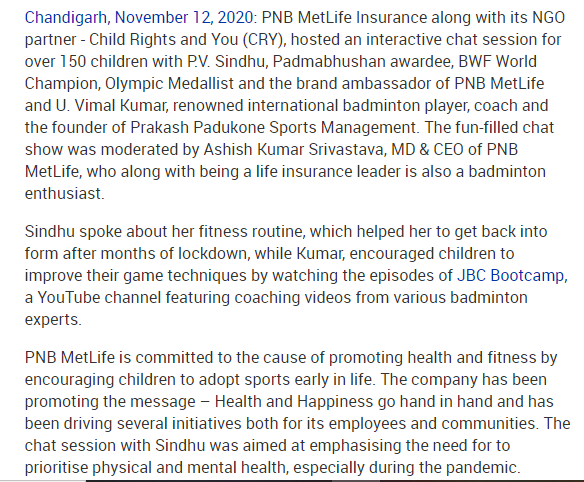 Chandigarh, November 12, 2020: PNB MetLife Insurance along with its NGO
partner - Child Rights and You (CRY), hosted an interactive chat session for
over 150 children with P.V. Sindhu, Padmabhushan awardee, BWF World
Champion, Olympic Medallist and the brand ambassador of PNB MetLife
and U. Vimal Kumar, renowned international badminton player, coach and
the founder of Prakash Padukone Sports Management. The fun-filled chat
show was moderated by Ashish Kumar Srivastava, MD & CEO of PNB
MetLife, who along with being a life insurance leader is also a badminton
enthusiast.
Sindhu spoke about her fitness routine, which helped her to get back into
form after months of lockdown, while Kumar, encouraged children to
improve their game techniques by watching the episodes of JBC Bootcamp,
a YouTube channel featuring coaching videos from various badminton
experts.
PNB MetLife is committed to the cause of promoting health and fitness by
encouraging children to adopt sports early in life. The company has been
promoting the message – Health and Happiness go hand in hand and has
been driving several initiatives both for its employees and communities. The
chat session with Sindhu was aimed at emphasising the need for to
prioritise physical and mental health, especially during the pandemic.